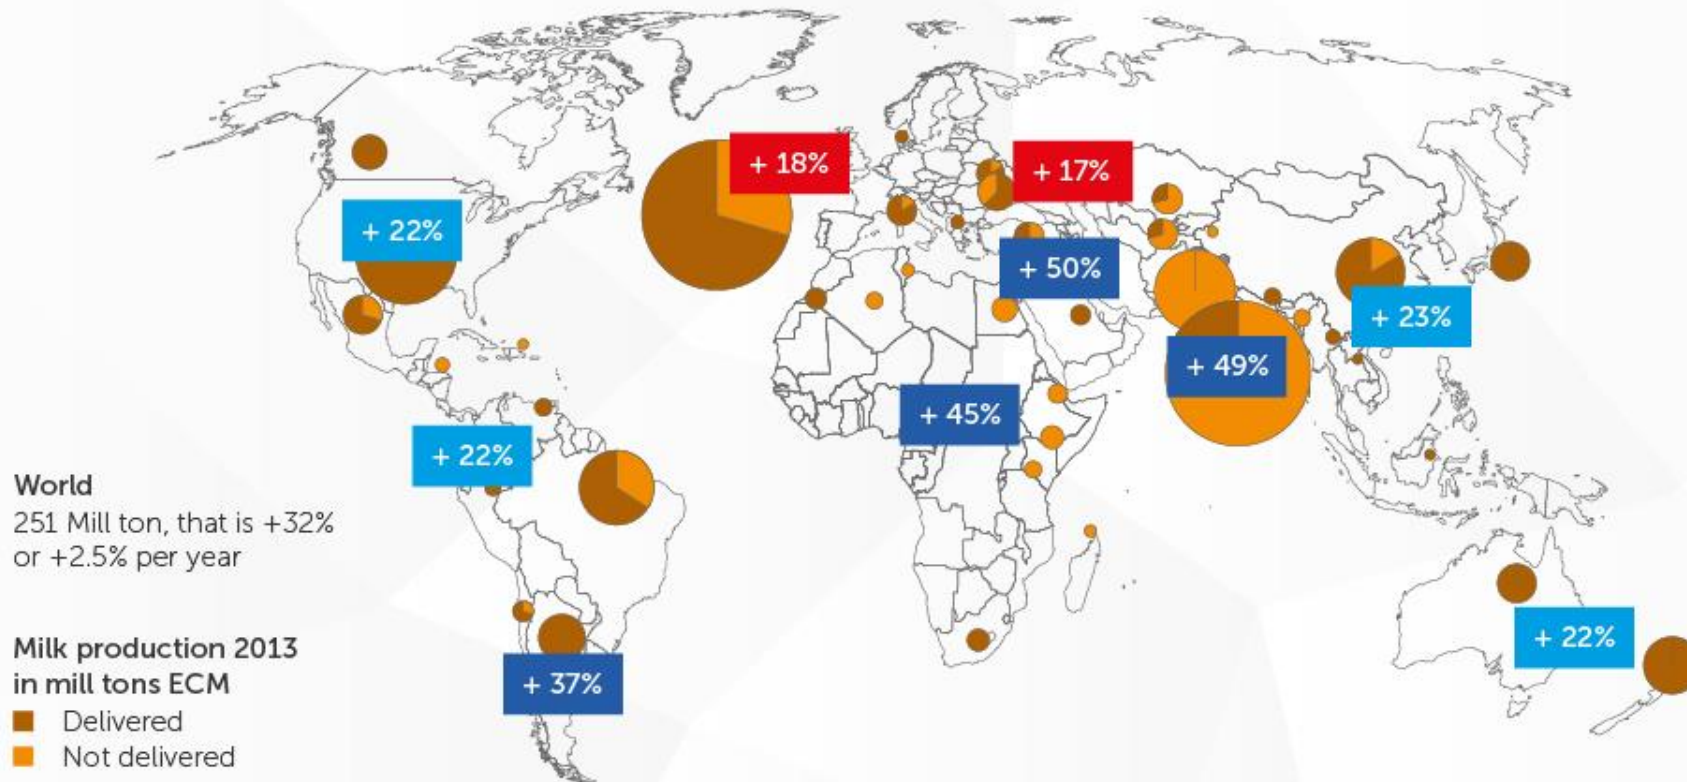 + 18%
+ 17%
+ 22%
+ 50%
+ 23%
+ 49%
+ 45%
+ 22%
World
251 Mill ton, that is +32%
or +2.5% per year
+ 22%
Milk production 2013
in mill tons ECM
+ 37%
Delivered
Not delivered